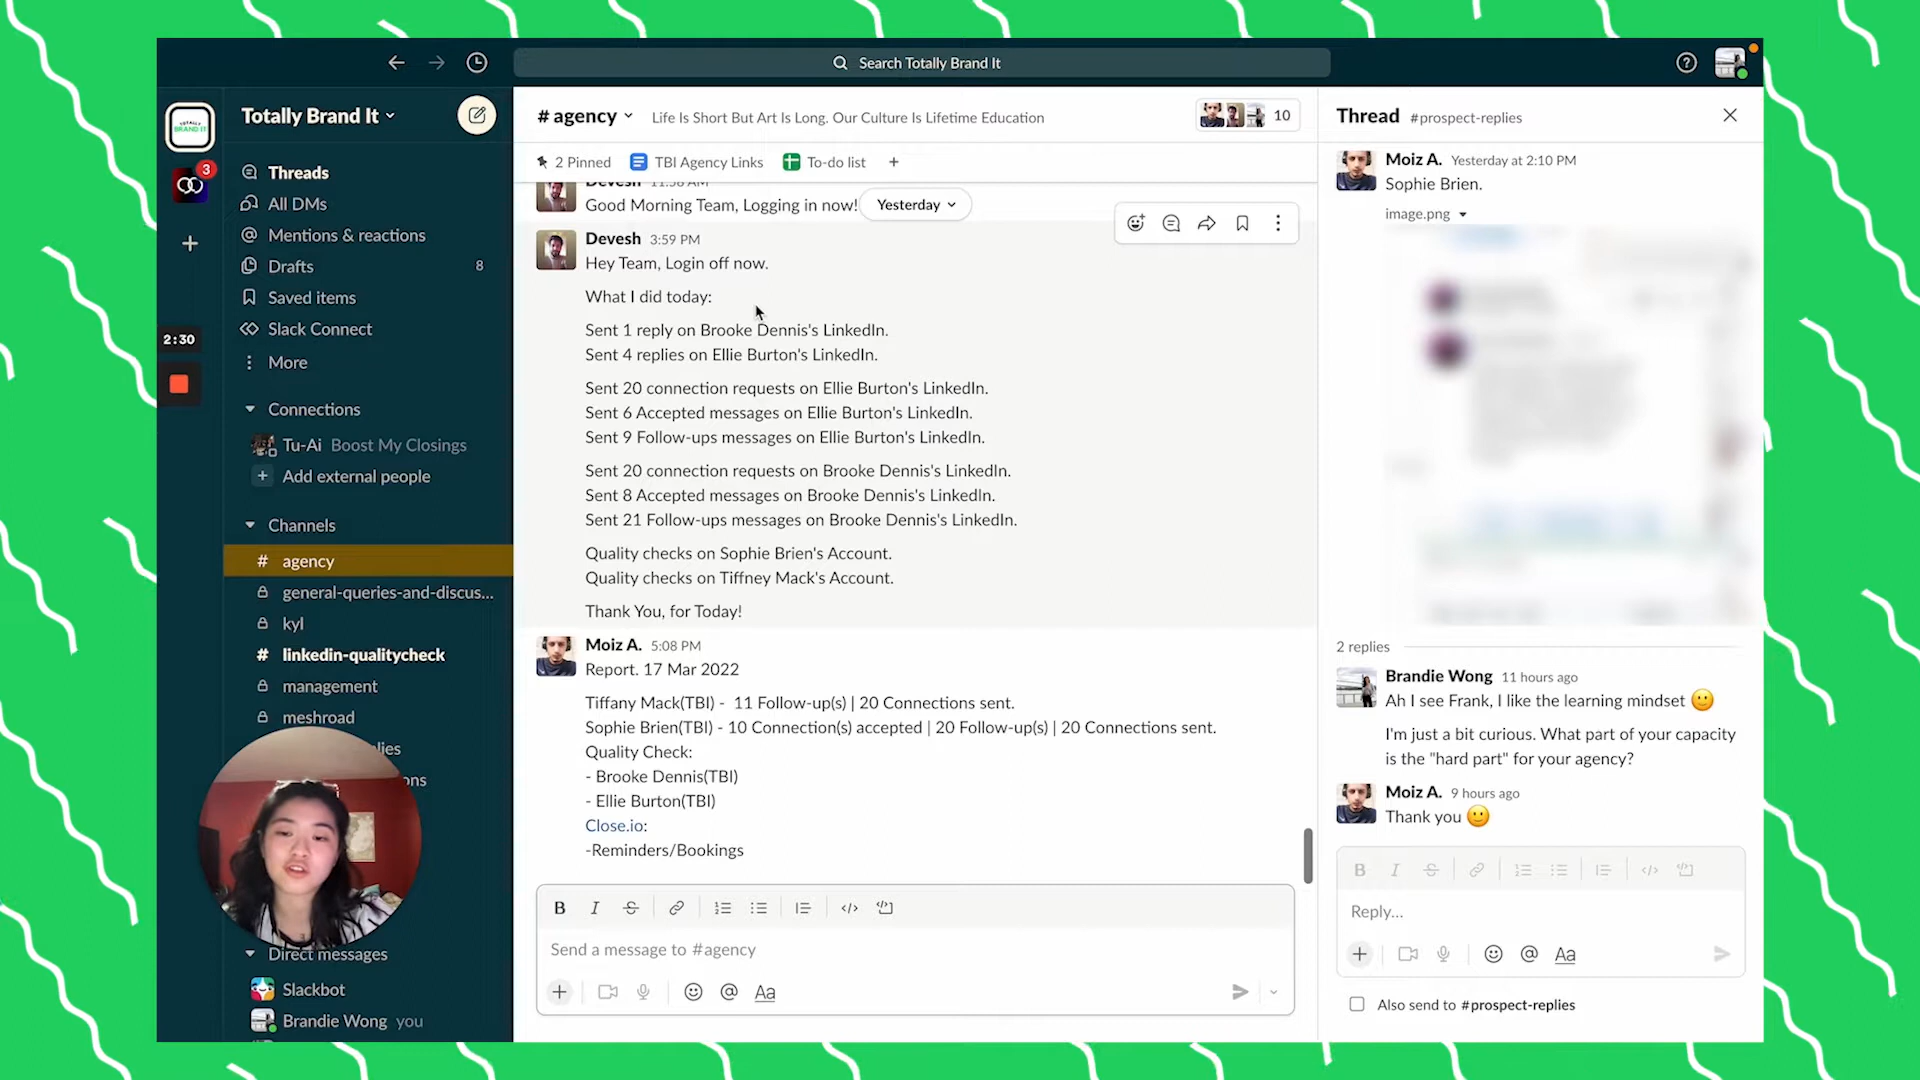 Search Totally Brand It
TOTALLY
BRAND IT
3
2:30
Totally Brand It
Threads
All DMs
Mentions & reactions
Drafts 8
Saved items
Slack Connect
More
Connections
Tu-Ai Boost My Closings
Add external people
Channels
# agency
general-queries-and-discus...
kyl
# linkedin-qualitycheck
management
meshroad
lies
ons
Direct messages
Slackbot
Brandie Wong you
# agency
Life Is Short But Art Is Long. Our Culture Is Lifetime Education
10
2 Pinned
TBI Agency Links
To-do list
Devesh 11:58 AM
Good Morning Team, Logging in now!
Yesterday
Devesh 3:59 PM
Hey Team, Login off now.
What I did today:
Sent 1 reply on Brooke Dennis's LinkedIn.
Sent 4 replies on Ellie Burton's LinkedIn.
Sent 20 connection requests on Ellie Burton's LinkedIn.
Sent 6 Accepted messages on Ellie Burton's LinkedIn.
Sent 9 Follow-ups messages on Ellie Burton's LinkedIn.
Sent 20 connection requests on Brooke Dennis's LinkedIn.
Sent 8 Accepted messages on Brooke Dennis's LinkedIn.
Sent 21 Follow-ups messages on Brooke Dennis's LinkedIn.
Quality checks on Sophie Brien's Account.
Quality checks on Tiffney Mack's Account.
Thank You, for Today!
Moiz A. 5:08 PM
Report. 17 Mar 2022
Tiffany Mack(TBI) - 11 Follow-up(s) | 20 Connections sent.
Sophie Brien(TBI) - 10 Connection(s) accepted | 20 Follow-up(s) | 20 Connections sent.
Quality Check:
- Brooke Dennis(TBI)
- Ellie Burton(TBI)
Close.io:
-Reminders/Bookings
B I S
Send a message to #agency
Aa
Thread #prospect-replies
Moiz A. Yesterday at 2:10 PM
Sophie Brien.
image.png
2 replies
Brandie Wong 11 hours ago
Ah I see Frank, I like the learning mindset 🙂
I'm just a bit curious. What part of your capacity
is the "hard part" for your agency?
Moiz A. 9 hours ago
Thank you 🙂
B I S
Reply...
Aa
Also send to #prospect-replies